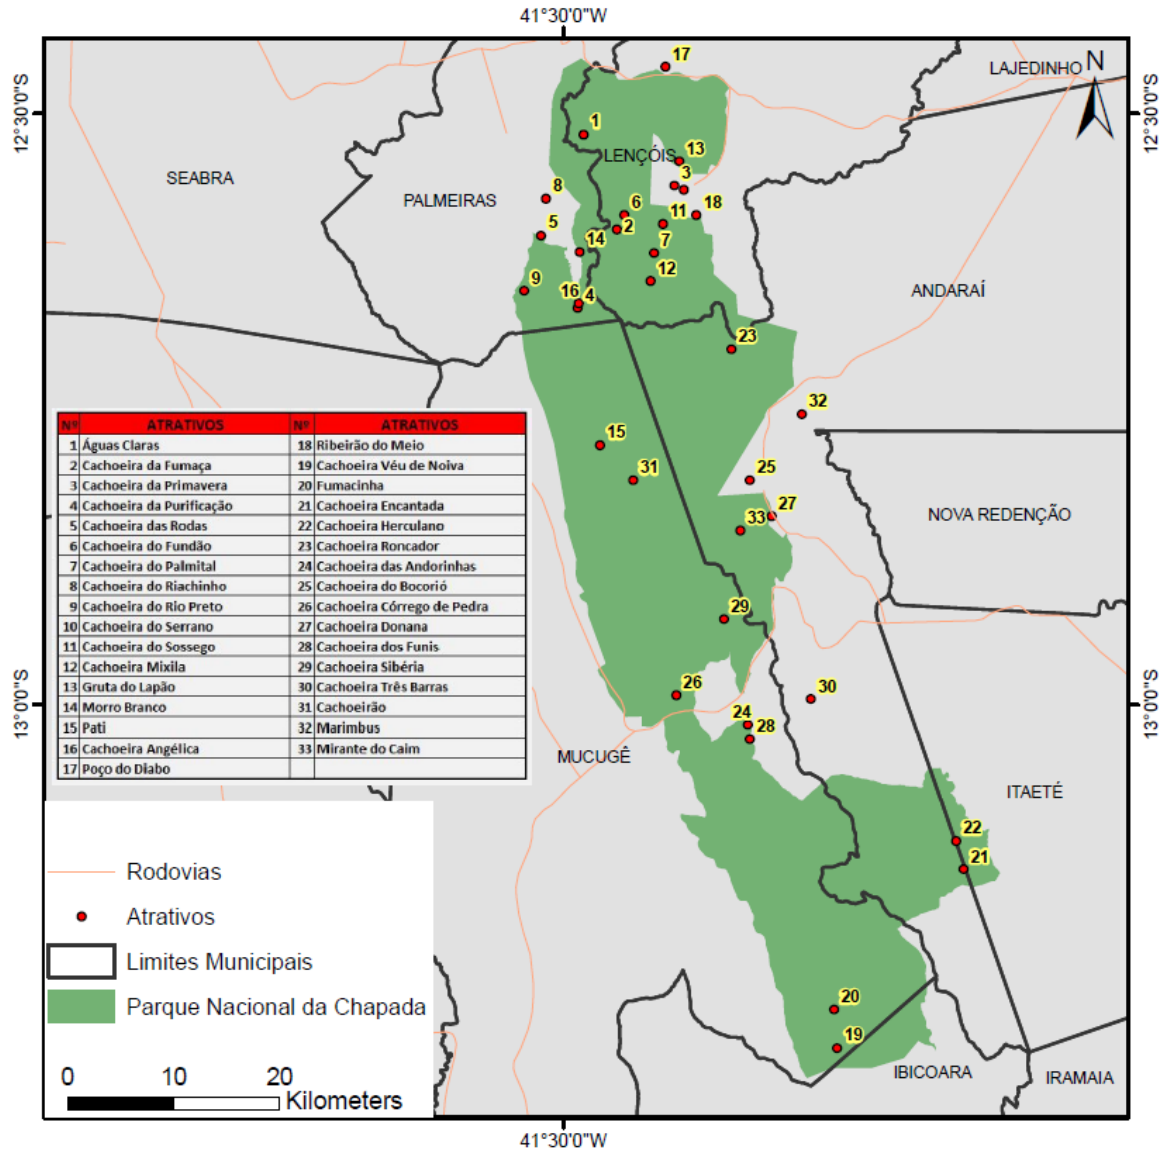 41°30'0"W
17
LAJEDINHO
N
12°30'0"S
12°30'0"S
1
LENÇÓIS
13
SEABRA
3
PALMEIRAS
8
6
18
11
5
2
14
7
12
9
16
4
ANDARAÍ
23
32
Nº ATRATIVOS Nº ATRATIVOS
1 Águas Claras 18 Ribeirão do Meio
2 Cachoeira da Fumaça 19 Cachoeira Véu de Noiva
3 Cachoeira da Primavera 20 Fumacinha
4 Cachoeira da Purificação 21 Cachoeira Encantada
5 Cachoeira das Rodas 22 Cachoeira Herculano
6 Cachoeira do Fundão 23 Cachoeira Roncador
7 Cachoeira do Palmital 24 Cachoeira das Andorinhas
8 Cachoeira do Riachinho 25 Cachoeira do Bocorió
9 Cachoeira do Rio Preto 26 Cachoeira Córrego de Pedra
10 Cachoeira do Serrano 27 Cachoeira Donana
11 Cachoeira do Sossego 28 Cachoeira dos Funis
12 Cachoeira Mixila 29 Cachoeira Sibéria
13 Gruta do Lapão 30 Cachoeira Três Barras
14 Morro Branco 31 Cachoeirão
15 Pati 32 Marimbus
16 Cachoeira Angélica 33 Mirante do Caim
17 Poço do Diabo
15
31
25
27
33
NOVA REDENÇÃO
29
26
30
13°0'0"S
13°0'0"S
24
28
MUCUGÊ
ITAETÉ
22
21
20
19
IBICOARA
IRAMAIA
Rodovias
Atrativos
Limites Municipais
Parque Nacional da Chapada
0 10 20
Kilometers
41°30'0"W